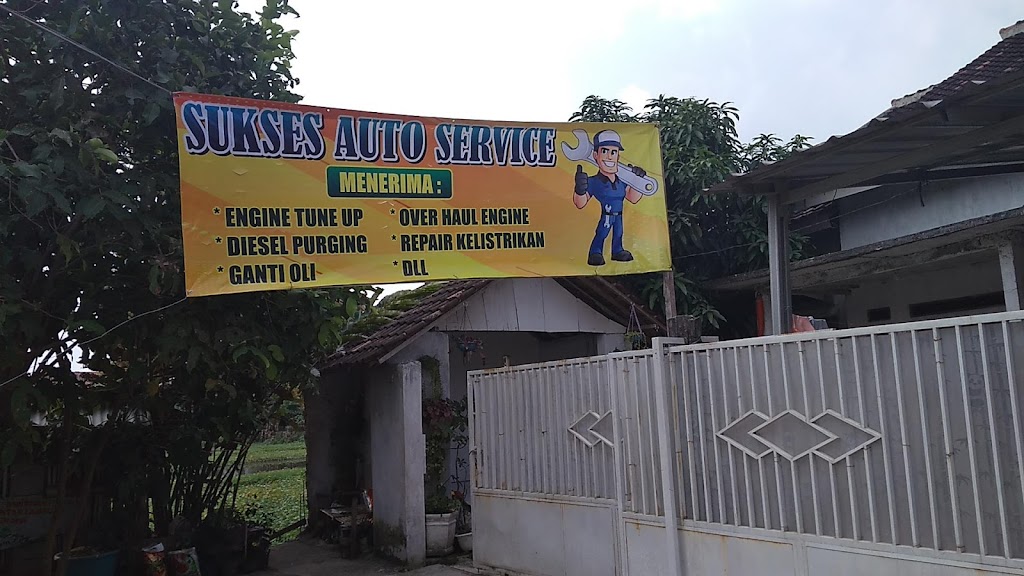 SUKSES AUTO SERVICE
MENERIMA :
* ENGINE TUNE UP
* DIESEL PURGING
* GANTI OLI
* OVER HAUL ENGINE
* REPAIR KELISTRIKAN
* DLL